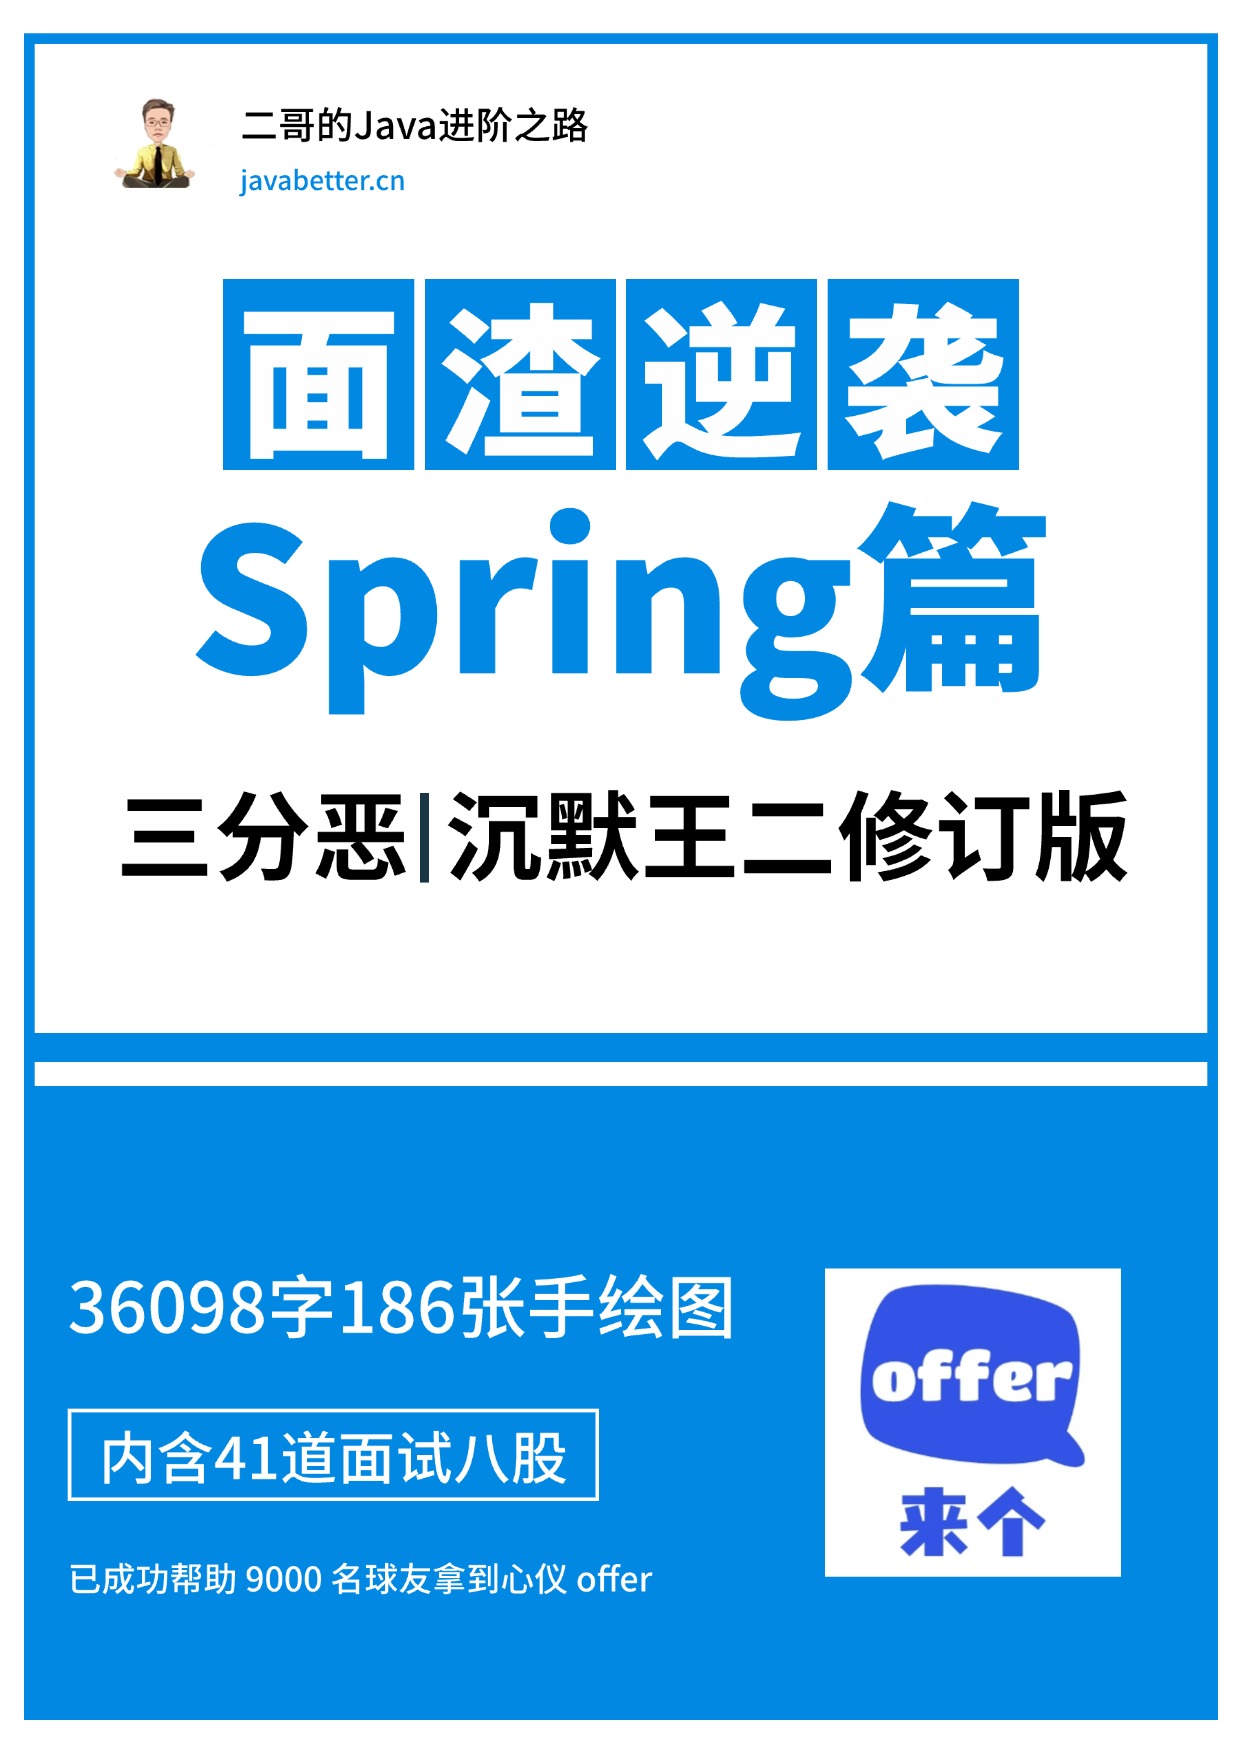 二哥的Java进阶之路
javabetter.cn
面渣逆袭
Spring篇
三分恶|沉默王二修订版
36098字186张手绘图
内含41道面试八股
已成功帮助 9000 名球友拿到心仪 offer
offer
来个